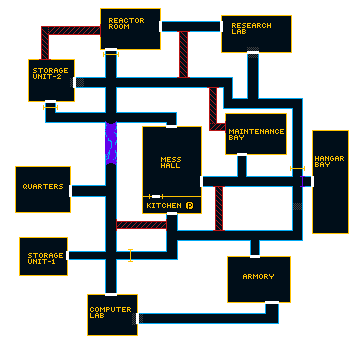 REACTOR
ROOM
RESEARCH
LAB
STORAGE
UNIT-2
MAINTENANCE
BAY
MESS
HALL
HANGAR
BAY
QUARTERS
KITCHEN P
STORAGE
UNIT-1
ARMORY
COMPUTER
LAB